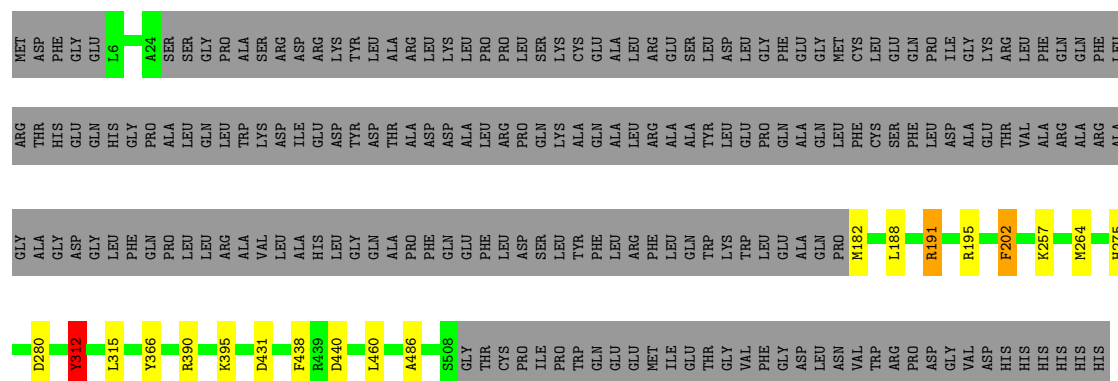 MET ASP PHE GLY GLU L6 A24 SER SER GLY PRO ALA SER ARG ASP ARG LYS TYR LEU ALA ARG LEU LYS LEU PRO PRO LEU SER LYS CYS GLU ALA LEU ARG GLU SER LEU ASP LEU GLY PHE GLU GLY MET CYS LEU GLU GLN PRO ILE GLY LYS ARG LEU PHE GLN GLN PHE LEU
ARG THR HIS GLU GLN HIS GLY PRO ALA LEU GLN LEU TRP LYS ASP ILE GLU ASP TYR ASP THR ALA ASP ASP ALA LEU ARG PRO GLN LYS ALA GLN ALA LEU ARG ALA ALA TYR LEU GLU PRO GLN ALA GLN LEU PHE CYS SER PHE LEU ASP ALA GLU THR VAL ALA ARG ALA ARG ALA
GLY ALA GLY ASP GLY LEU PHE GLN PRO LEU LEU ARG ALA VAL LEU ALA HIS LEU GLY GLN ALA PRO PHE GLN GLU PHE LEU ASP SER LEU TYR PHE LEU ARG PHE LEU GLN TRP LYS TRP LEU GLU ALA GLN PRO M182 L188 R191 R195 F202 K257 M264 H275
D280 Y312 L315 Y366 R390 K395 D431 F438 R439 D440 L460 A486 S508 GLY THR CYS PRO ILE PRO TRP GLN GLU GLU MET ILE GLU THR GLY VAL PHE GLY ASP LEU ASN VAL TRP ARG PRO ASP GLY VAL ASP HIS HIS HIS HIS HIS HIS